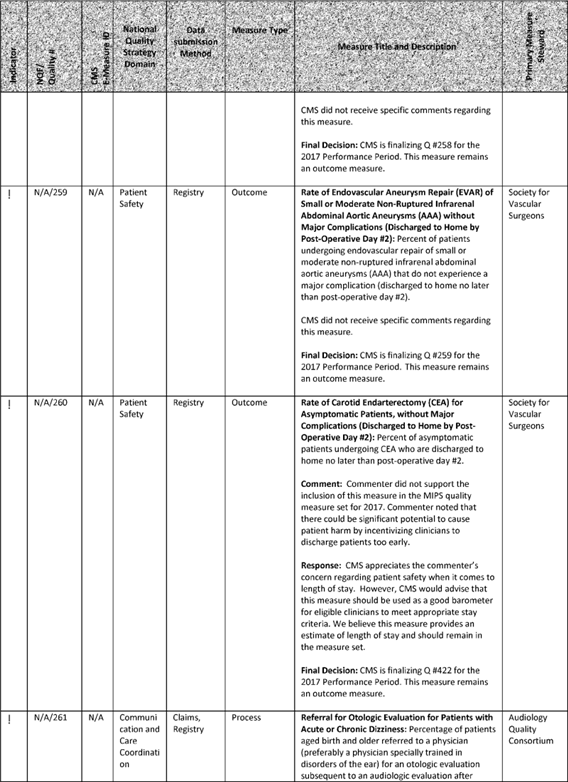 Indicator
NQF/
Quality #
CMS
E-Measure ID
National
Quality
Strategy
Domain
Data
submission
Method
Measure Type
Measure Title and Description
Primary Measure
Steward
CMS did not receive specific comments regarding
this measure.
Final Decision: CMS is finalizing Q #258 for the
2017 Performance Period. This measure remains
an outcome measure.
!
N/A/259
N/A
Patient
Safety
Registry
Outcome
Rate of Endovascular Aneurysm Repair (EVAR) of
Small or Moderate Non-Ruptured Infrarenal
Abdominal Aortic Aneurysms (AAA) without
Major Complications (Discharged to Home by
Post-Operative Day #2): Percent of patients
undergoing endovascular repair of small or
moderate non-ruptured infrarenal abdominal
aortic aneurysms (AAA) that do not experience a
major complication (discharged to home no later
than post-operative day #2).
CMS did not receive specific comments regarding
this measure.
Final Decision: CMS is finalizing Q #259 for the
2017 Performance Period. This measure remains
an outcome measure.
Society for
Vascular
Surgeons
!
N/A/260
N/A
Patient
Safety
Registry
Outcome
Rate of Carotid Endarterectomy (CEA) for
Asymptomatic Patients, without Major
Complications (Discharged to Home by Post-
Operative Day #2): Percent of asymptomatic
patients undergoing CEA who are discharged to
home no later than post-operative day #2.
Comment: Commenter did not support the
inclusion of this measure in the MIPS quality
measure set for 2017. Commenter noted that
there could be significant potential to cause
patient harm by incentivizing clinicians to
discharge patients too early.
Response: CMS appreciates the commenter's
concern regarding patient safety when it comes to
length of stay. However, CMS would advise that
this measure should be used as a good barometer
for eligible clinicians to meet appropriate stay
criteria. We believe this measure provides an
estimate of length of stay and should remain in
the measure set.
Final Decision: CMS is finalizing Q #422 for the
2017 Performance Period. This measure remains
an outcome measure.
Society for
Vascular
Surgeons
!
N/A/261
N/A
Communi
cation and
Care
Coordinati
on
Claims,
Registry
Process
Referral for Otologic Evaluation for Patients with
Acute or Chronic Dizziness: Percentage of patients
aged birth and older referred to a physician
(preferably a physician specially trained in
disorders of the ear) for an otologic evaluation
subsequent to an audiologic evaluation after
Audiology
Quality
Consortium